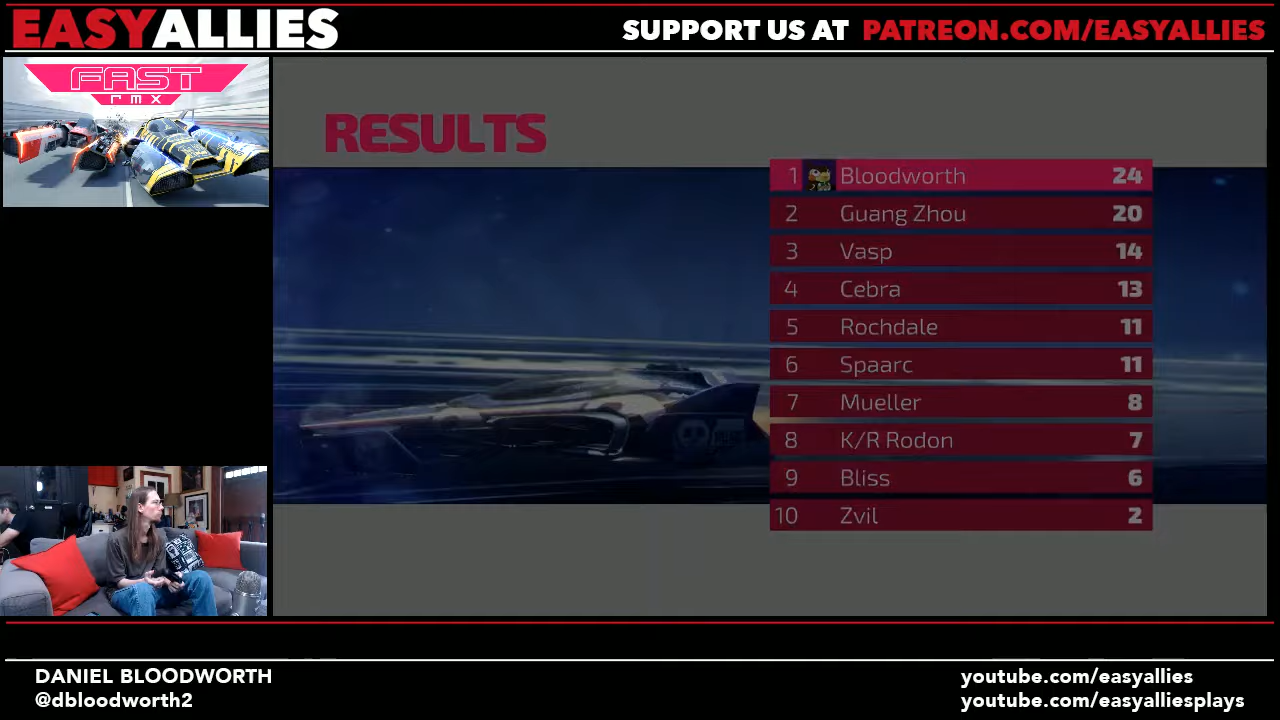 EASYALLIES
SUPPORT US AT PATREON.COM/EASYALLIES
FAST
rmx
RESULTS
1 Bloodworth 24
2 Guang Zhou 20
3 Vasp 14
4 Cebra 13
5 Rochdale 11
6 Spaarc 11
7 Mueller 8
8 K/R Rodon 7
9 Bliss 6
10 Zvil 2
DANIEL BLOODWORTH
@dbloodworth2
youtube.com/easyallies
youtube.com/easyalliesplays